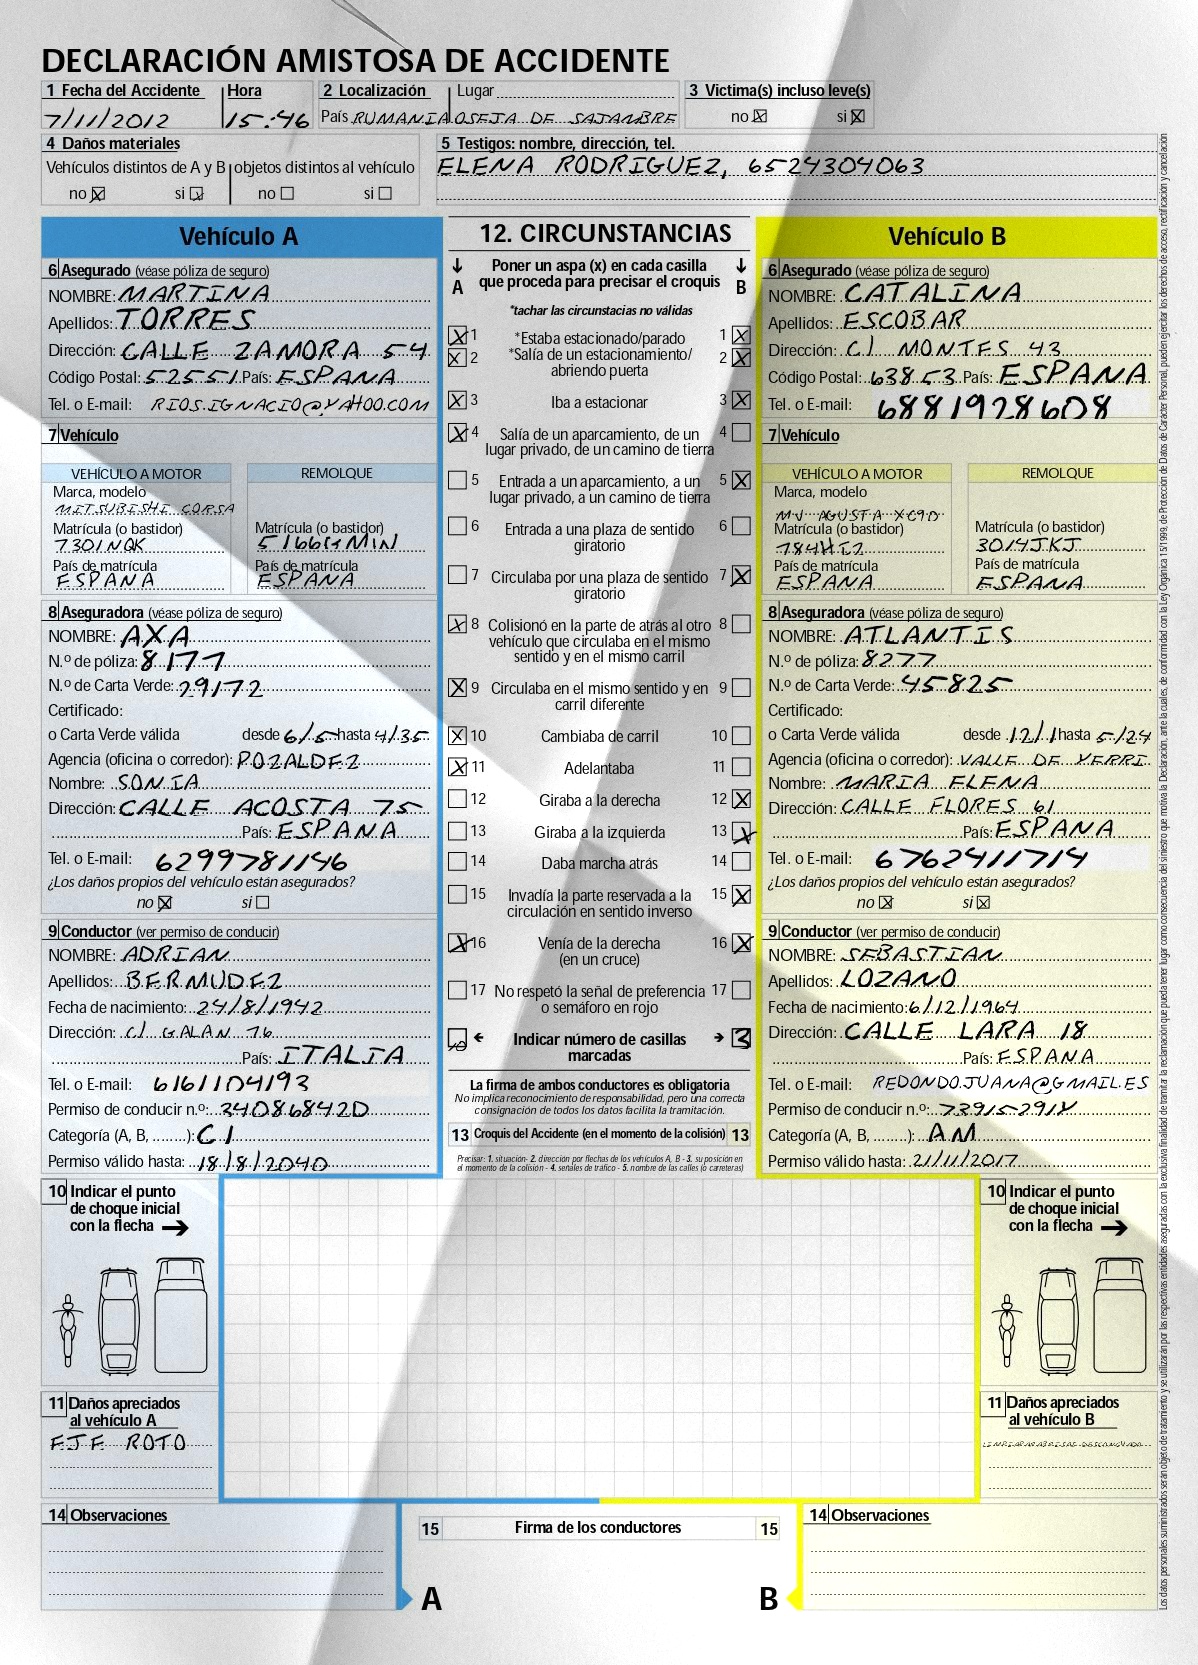 DECLARACIÓN AMISTOSA DE ACCIDENTE
1 Fecha del Accidente Hora 2 Localización Lugar 3 Victima(s) incluso leve(s)
7/11/2012 15:46 País RUMANIA OSEJA DE SAJAMBRE no X si X
4 Daños materiales
Vehículos distintos de A y B objetos distintos al vehículo
no X si X no si
5 Testigos: nombre, dirección, tel.
ELENA RODRIGUEZ, 6524304063
Vehículo A
6 Asegurado (véase póliza de seguro)
NOMBRE: MARTINA
Apellidos: TORRES
Dirección: CALLE ZAMORA 54
Código Postal: 52551 País: ESPANA
Tel. o E-mail: RIOS.IGNACIO@YAHOO.COM
7 Vehículo
VEHÍCULO A MOTOR REMOLQUE
Marca, modelo
MITSUBISHI CORSA
Matrícula (o bastidor) Matrícula (o bastidor)
7301NQK 5166GMIN
País de matrícula País de matrícula
ESPANA ESPANA
8 Aseguradora (véase póliza de seguro)
NOMBRE: AXA
N.º de póliza: 8177
N.º de Carta Verde: 29172
Certificado:
o Carta Verde válida desde 6/5 hasta 4/35
Agencia (oficina o corredor): POZALDEZ
Nombre: SONIA
Dirección: CALLE ACOSTA 75
País: ESPANA
Tel. o E-mail: 6299781146
¿Los daños propios del vehículo están asegurados?
no X si
9 Conductor (ver permiso de conducir)
NOMBRE: ADRIAN
Apellidos: BERMUDEZ
Fecha de nacimiento: 24/8/1942
Dirección: C/ GALAN 76
País: ITALIA
Tel. o E-mail: 6161104193
Permiso de conducir n.º: 34086842D
Categoría (A, B, ........): C1
Permiso válido hasta: 18/8/2040
12. CIRCUNSTANCIAS
A Poner un aspa (x) en cada casilla que proceda para precisar el croquis B
*tachar las circunstacias no válidas
X 1 *Estaba estacionado/parado 1 X
X 2 *Salía de un estacionamiento/ abriendo puerta 2 X
X 3 Iba a estacionar 3 X
X 4 Salía de un aparcamiento, de un lugar privado, de un camino de tierra 4
5 Entrada a un aparcamiento, a un lugar privado, a un camino de tierra 5 X
6 Entrada a una plaza de sentido giratorio 6
7 Circulaba por una plaza de sentido giratorio 7 X
X 8 Colisionó en la parte de atrás al otro vehículo que circulaba en el mismo sentido y en el mismo carril 8
X 9 Circulaba en el mismo sentido y en carril diferente 9
X 10 Cambiaba de carril 10
X 11 Adelantaba 11
12 Giraba a la derecha 12 X
13 Giraba a la izquierda 13 X
14 Daba marcha atrás 14
15 Invadía la parte reservada a la circulación en sentido inverso 15 X
X 16 Venía de la derecha (en un cruce) 16 X
17 No respetó la señal de preferencia o semáforo en rojo 17
Indicar número de casillas marcadas 3
La firma de ambos conductores es obligatoria
No implica reconocimiento de responsabilidad, pero una correcta
consignación de todos los datos facilita la tramitación.
13 Croquis del Accidente (en el momento de la colisión) 13
Precisar: 1. situación- 2. dirección por flechas de los vehículos A, B - 3. su posición en
el momento de la colisión - 4. señales de tráfico - 5. nombre de las calles (o carreteras)
Vehículo B
6 Asegurado (véase póliza de seguro)
NOMBRE: CATALINA
Apellidos: ESCOBAR
Dirección: C/ MONTES 43
Código Postal: 63853 País: ESPANA
Tel. o E-mail: 6881928608
7 Vehículo
VEHÍCULO A MOTOR REMOLQUE
Marca, modelo
MV AGUSTA XC90
Matrícula (o bastidor) Matrícula (o bastidor)
3014JKJ
País de matrícula País de matrícula
ESPANA ESPANA
8 Aseguradora (véase póliza de seguro)
NOMBRE: ATLANTIS
N.º de póliza: 8277
N.º de Carta Verde: 45825
Certificado:
o Carta Verde válida desde 12/1 hasta 5/24
Agencia (oficina o corredor): VALLE DE YERRI
Nombre: MARIA ELENA
Dirección: CALLE FLORES 61
País: ESPANA
Tel. o E-mail: 6762411714
¿Los daños propios del vehículo están asegurados?
no X si X
9 Conductor (ver permiso de conducir)
NOMBRE: SEBASTIAN
Apellidos: LOZANO
Fecha de nacimiento: 6/12/1964
Dirección: CALLE LARA 18
País: ESPANA
Tel. o E-mail: REDONDOJUANA@GMAIL.ES
Permiso de conducir n.º: 73915291X
Categoría (A, B, ........): AM
Permiso válido hasta: 21/11/2017
10 Indicar el punto de choque inicial con la flecha
11 Daños apreciados al vehículo A
EJE ROTO
10 Indicar el punto de choque inicial con la flecha
11 Daños apreciados al vehículo B
LIMPIAPARABRISAS DESCONCHADO
14 Observaciones
15 Firma de los conductores 15
A B
14 Observaciones
Los datos personales suministrados serán objeto de tratamiento y se utilizarán por las respectivas entidades aseguradas con la exclusiva finalidad de tramitar la reclamación que pueda tener lugar como consecuencia del siniestro que motiva la Declaración, ante la cuales, de conformidad con la Ley Orgánica 15/1999, de Protección de Datos de Carácter Personal, pueden ejercitar los derechos de acceso, rectificación y cancelación